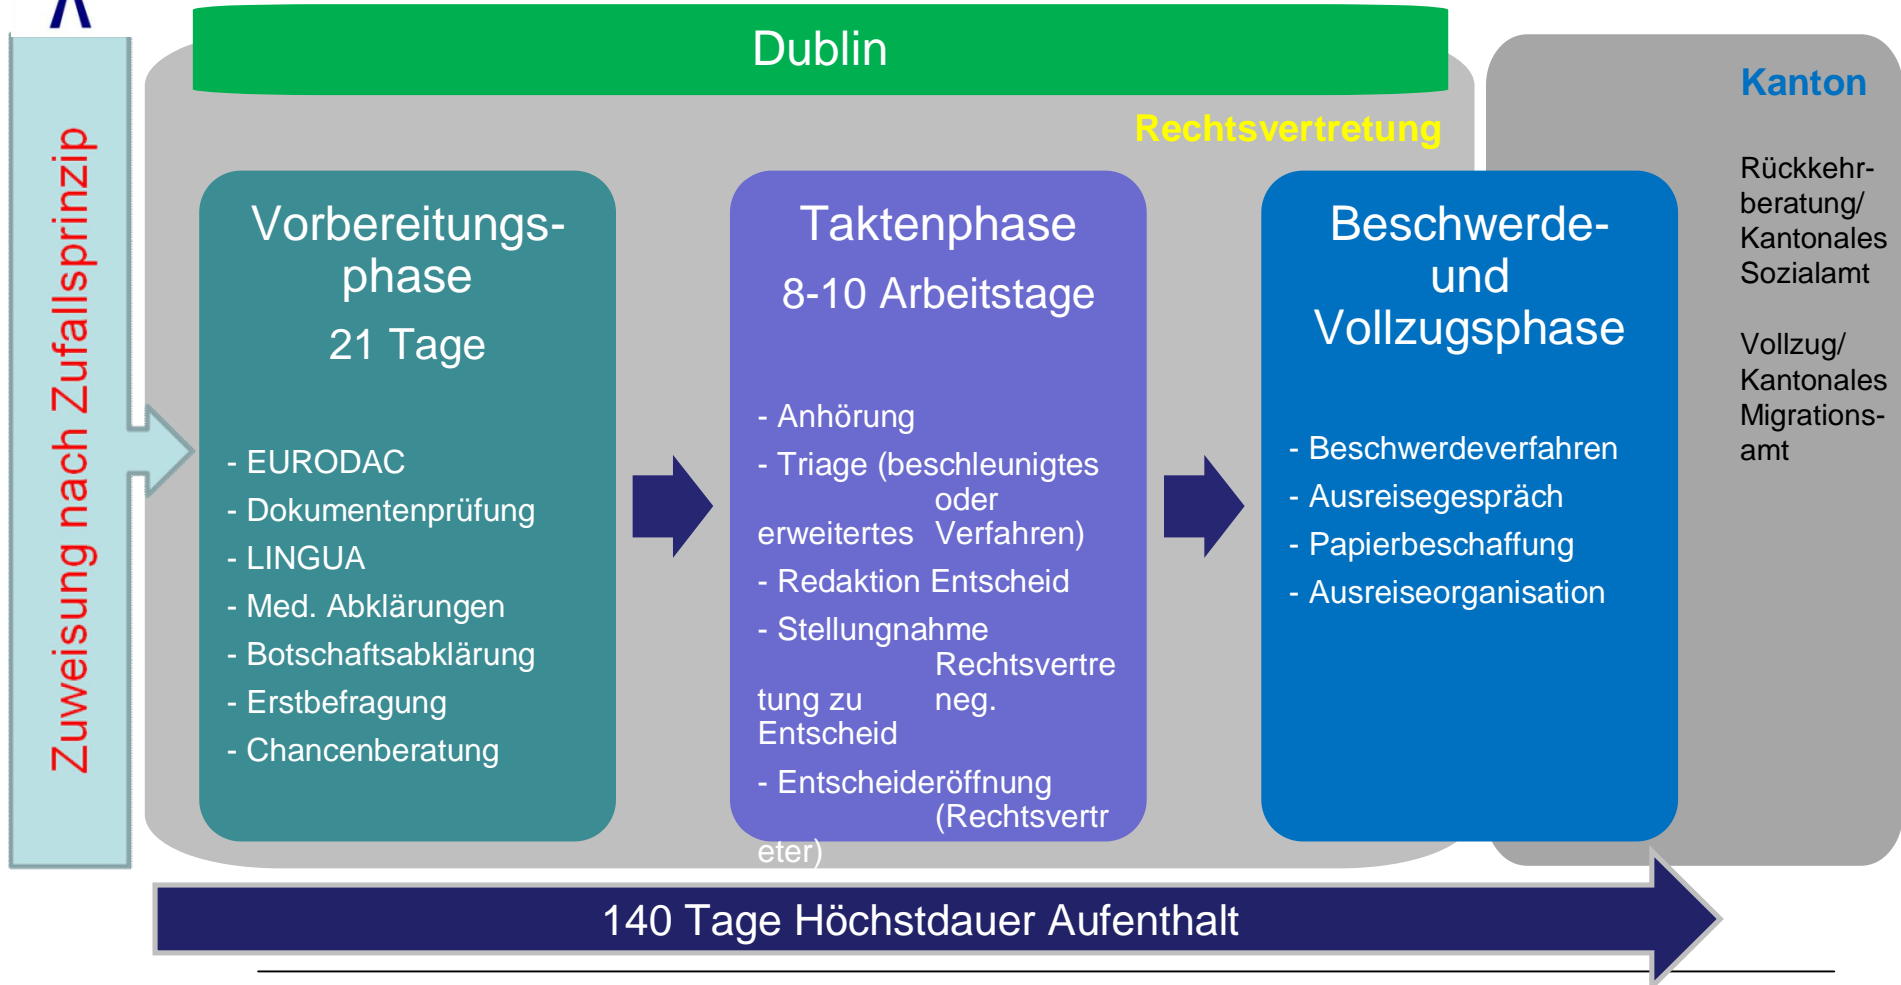 Zuweisung nach Zufallsprinzip
Dublin
Rechtsvertretung
Vorbereitungs-
phase
21 Tage
- EURODAC
- Dokumentenprüfung
- LINGUA
- Med. Abklärungen
- Botschaftsabklärung
- Erstbefragung
- Chancenberatung
Taktenphase
8-10 Arbeitstage
- Anhörung
- Triage (beschleunigtes
oder
erweitertes Verfahren)
- Redaktion Entscheid
- Stellungnahme
Rechtsvertre
tung zu neg.
Entscheid
- Entscheideröffnung
(Rechtsvertr
eter)
Beschwerde-
und
Vollzugsphase
- Beschwerdeverfahren
- Ausreisegespräch
- Papierbeschaffung
- Ausreiseorganisation
Kanton
Rückkehr-
beratung/
Kantonales
Sozialamt
Vollzug/
Kantonales
Migrations-
amt
140 Tage Höchstdauer Aufenthalt